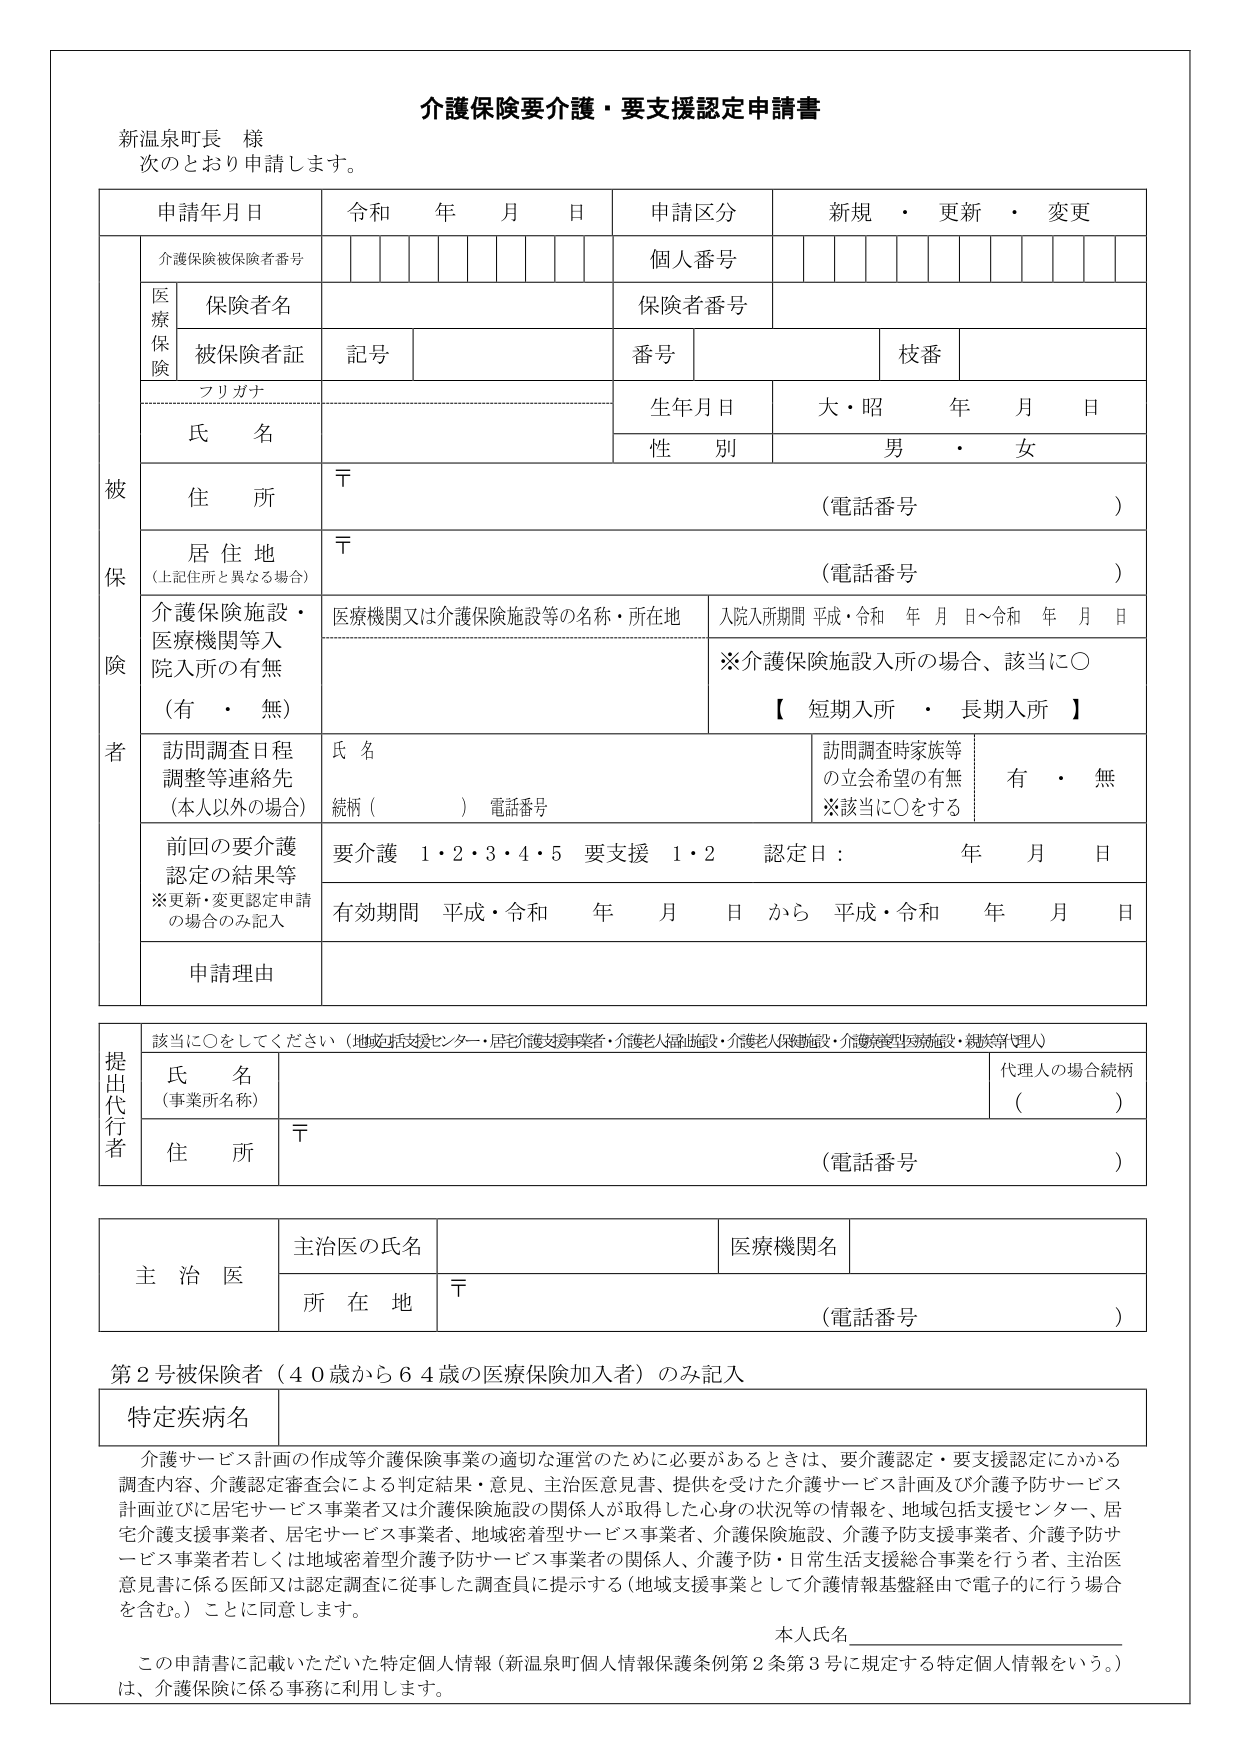 介護保険要介護・要支援認定申請書
新温泉町長　様
次のとおり申請します。
申請年月日　令和　　年　　月　　日　申請区分　新規　・　更新　・　変更
被保険者
介護保険被保険者番号　個人番号
医療保険
保険者名　保険者番号
被保険者証　記号　番号　枝番
フリガナ
氏　　名
生年月日　大・昭　　　年　　月　　日
性　　別　男　　・　　女
住　　所　〒
（電話番号　　　　　　　　　）
居 住 地　〒
（上記住所と異なる場合）
（電話番号　　　　　　　　　）
介護保険施設・
医療機関等入
院入所の有無
（有　・　無）
医療機関又は介護保険施設等の名称・所在地
入院入所期間 平成・令和　年　月　日～令和　年　月　日
※介護保険施設入所の場合、該当に○
【　短期入所　・　長期入所　】
訪問調査日程
調整等連絡先
（本人以外の場合）
氏 名
続柄（　　　　　）　電話番号
訪問調査時家族等
の立会希望の有無
※該当に○をする
有　・　無
前回の要介護
認定の結果等
※更新・変更認定申請
の場合のみ記入
要介護　1・2・3・4・5　要支援　1・2　　認定日：　　　　　年　　月　　日
有効期間　平成・令和　　年　　月　　日　から　平成・令和　　年　　月　　日
申請理由
提出代行者
該当に○をしてください（地域包括支援センター・居宅介護支援事業者・介護老人福祉施設・介護老人保健施設・介護療養型医療施設・親族等代理人）
氏　　名
（事業所名称）
代理人の場合続柄
（　　　　）
住　　所　〒
（電話番号　　　　　　　　　）
主　治　医
主治医の氏名　医療機関名
所　在　地　〒
（電話番号　　　　　　　　　）
第２号被保険者（４０歳から６４歳の医療保険加入者）のみ記入
特定疾病名
介護サービス計画の作成等介護保険事業の適切な運営のために必要があるときは、要介護認定・要支援認定にかかる
調査内容、介護認定審査会による判定結果・意見、主治医意見書、提供を受けた介護サービス計画及び介護予防サービス
計画並びに居宅サービス事業者又は介護保険施設の関係人が取得した心身の状況等の情報を、地域包括支援センター、居
宅介護支援事業者、居宅サービス事業者、地域密着型サービス事業者、介護保険施設、介護予防支援事業者、介護予防サ
ービス事業者若しくは地域密着型介護予防サービス事業者の関係人、介護予防・日常生活支援総合事業を行う者、主治医
意見書に係る医師又は認定調査に従事した調査員に提示する（地域支援事業として介護情報基盤経由で電子的に行う場合
を含む。）ことに同意します。
本人氏名
この申請書に記載いただいた特定個人情報（新温泉町個人情報保護条例第２条第３号に規定する特定個人情報をいう。）
は、介護保険に係る事務に利用します。